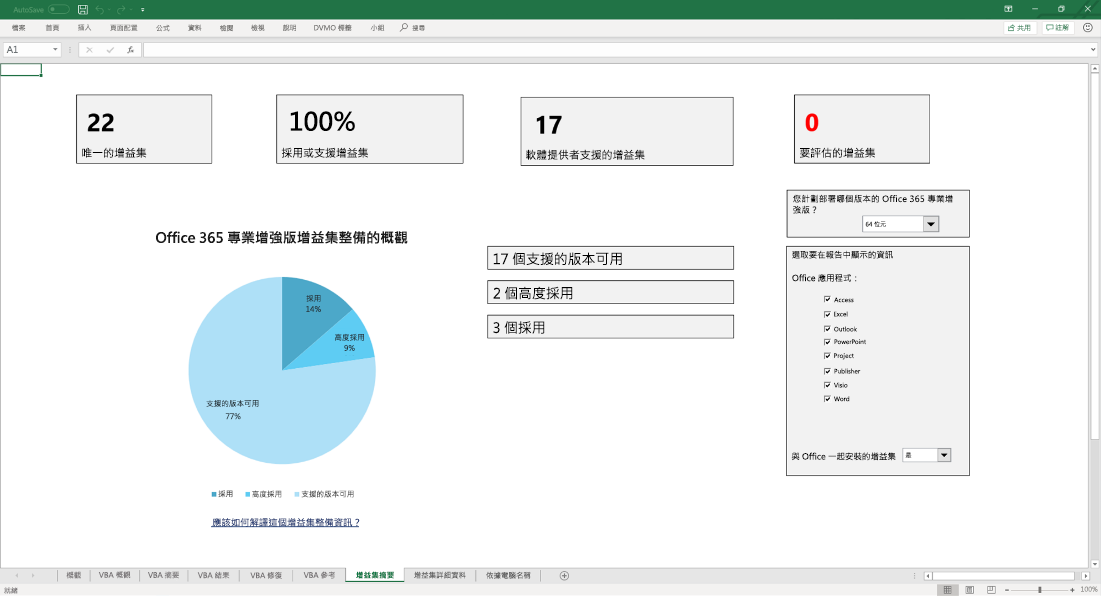 AutoSave
檔案 首頁 插入 頁面配置 公式 資料 校閱 檢視 說明 DVMO 標籤 小組 搜尋 共用 註解
A1
fx
22
唯一的增益集
100%
採用或支援增益集
17
軟體提供者支援的增益集
0
要評估的增益集
您計劃部署哪個版本的 Office 365 專業增
強版？
64 位元
Office 365 專業增強版增益集整備的概觀
17 個支援的版本可用
2 個高度採用
3 個採用
選取要在報告中顯示的資訊
Office 應用程式：
Access
Excel
Outlook
PowerPoint
Project
Publisher
Visio
Word
與 Office 一起安裝的增益集 是
採用
14%
高度採用
9%
支援的版本可用
77%
採用 高度採用 支援的版本可用
應該如何解譯這個增益集整備資訊？
概觀 VBA 概觀 VBA 摘要 VBA 結果 VBA 修復 VBA 參考 增益集摘要 增益集詳細資料 依據電腦名稱
就緒
100%